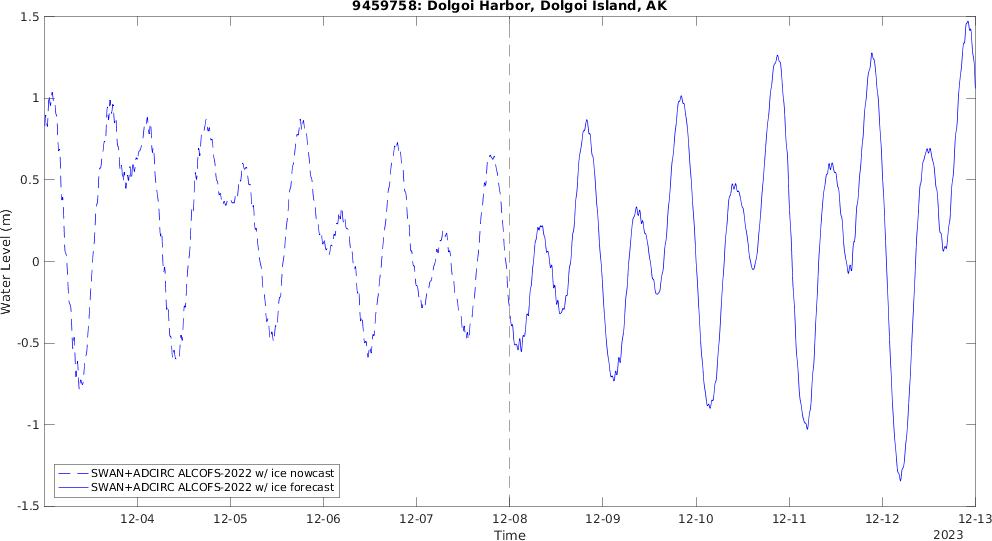 9459758: Dolgoi Harbor, Dolgoi Island, AK
1.5
1
0.5
0
-0.5
-1
-1.5
Water Level (m)
SWAN+ADCIRC ALCOFS-2022 w/ ice nowcast
SWAN+ADCIRC ALCOFS-2022 w/ ice forecast
12-04 12-05 12-06 12-07 12-08 12-09 12-10 12-11 12-12 12-13
Time
2023